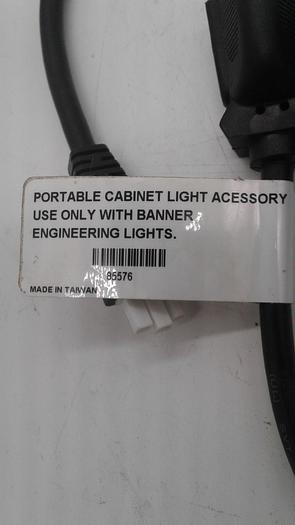 PORTABLE CABINET LIGHT ACESSORY
USE ONLY WITH BANNER
ENGINEERING LIGHTS.
85576
MADE IN TAIWAN